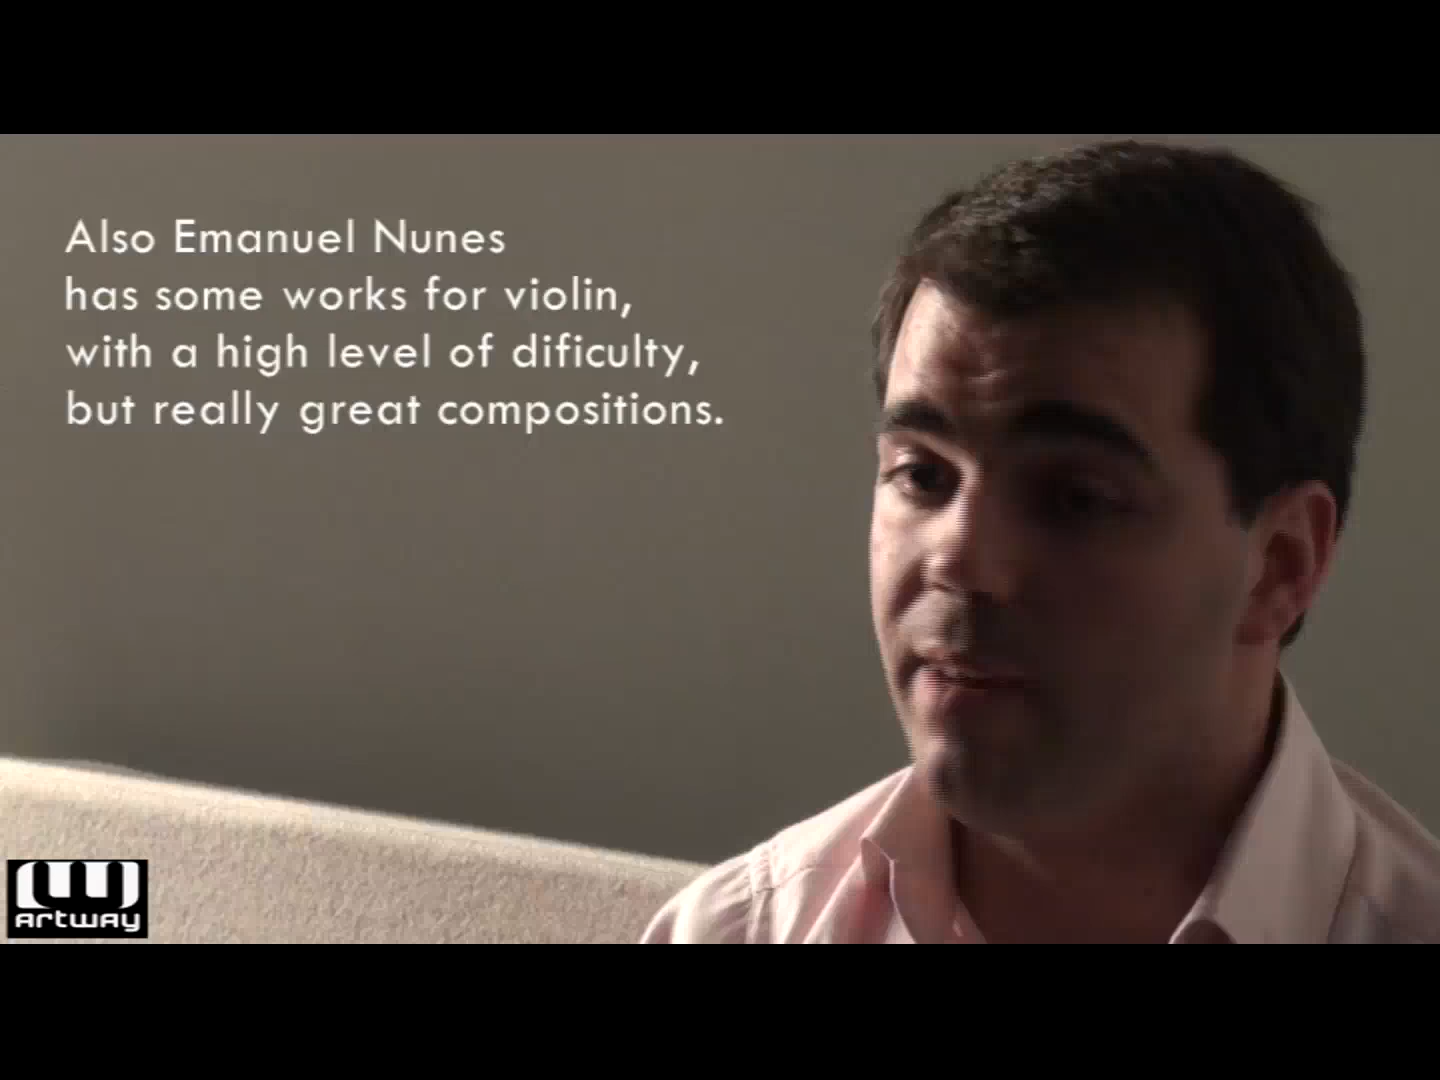 Also Emanuel Nunes
has some works for violin,
with a high level of dificulty,
but really great compositions.
artway